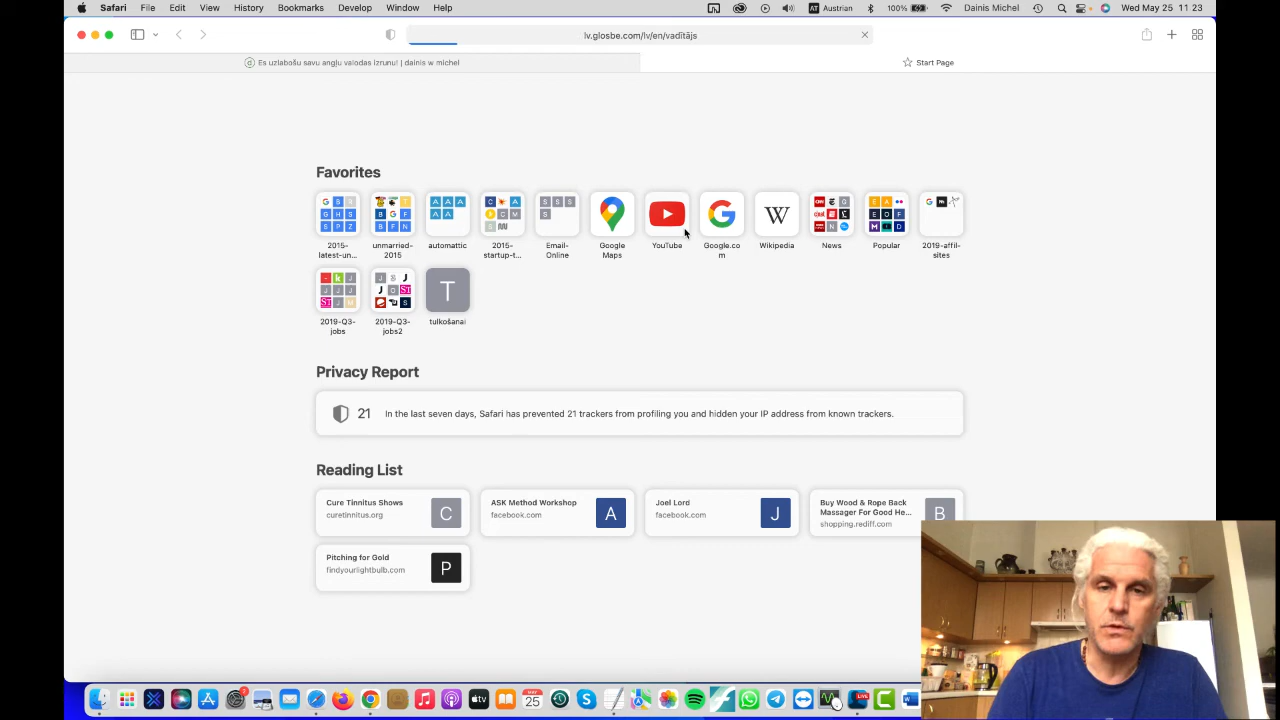 Safari File Edit View History Bookmarks Develop Window Help
Austrian 100% Dainis Michel Wed May 25 11 23
lv.glosbe.com/lv/en/vadītājs
Es uzlabošu savu angļu valodas izrunu! | dainis w michel
Start Page
Favorites
2015-latest-un...
unmarried-2015
automattic
2015-startup-t...
Email-Online
Google Maps
YouTube
Google.com
Wikipedia
News
Popular
2019-affil-sites
2019-Q3-jobs
2019-Q3-jobs2
T
tulkošanai
Privacy Report
21 In the last seven days, Safari has prevented 21 trackers from profiling you and hidden your IP address from known trackers.
Reading List
Cure Tinnitus Shows
curetinnitus.org
C
ASK Method Workshop
facebook.com
A
Joel Lord
facebook.com
J
Buy Wood & Rope Back
Massager For Good He...
shopping.rediff.com
B
Pitching for Gold
findyourlightbulb.com
P
25